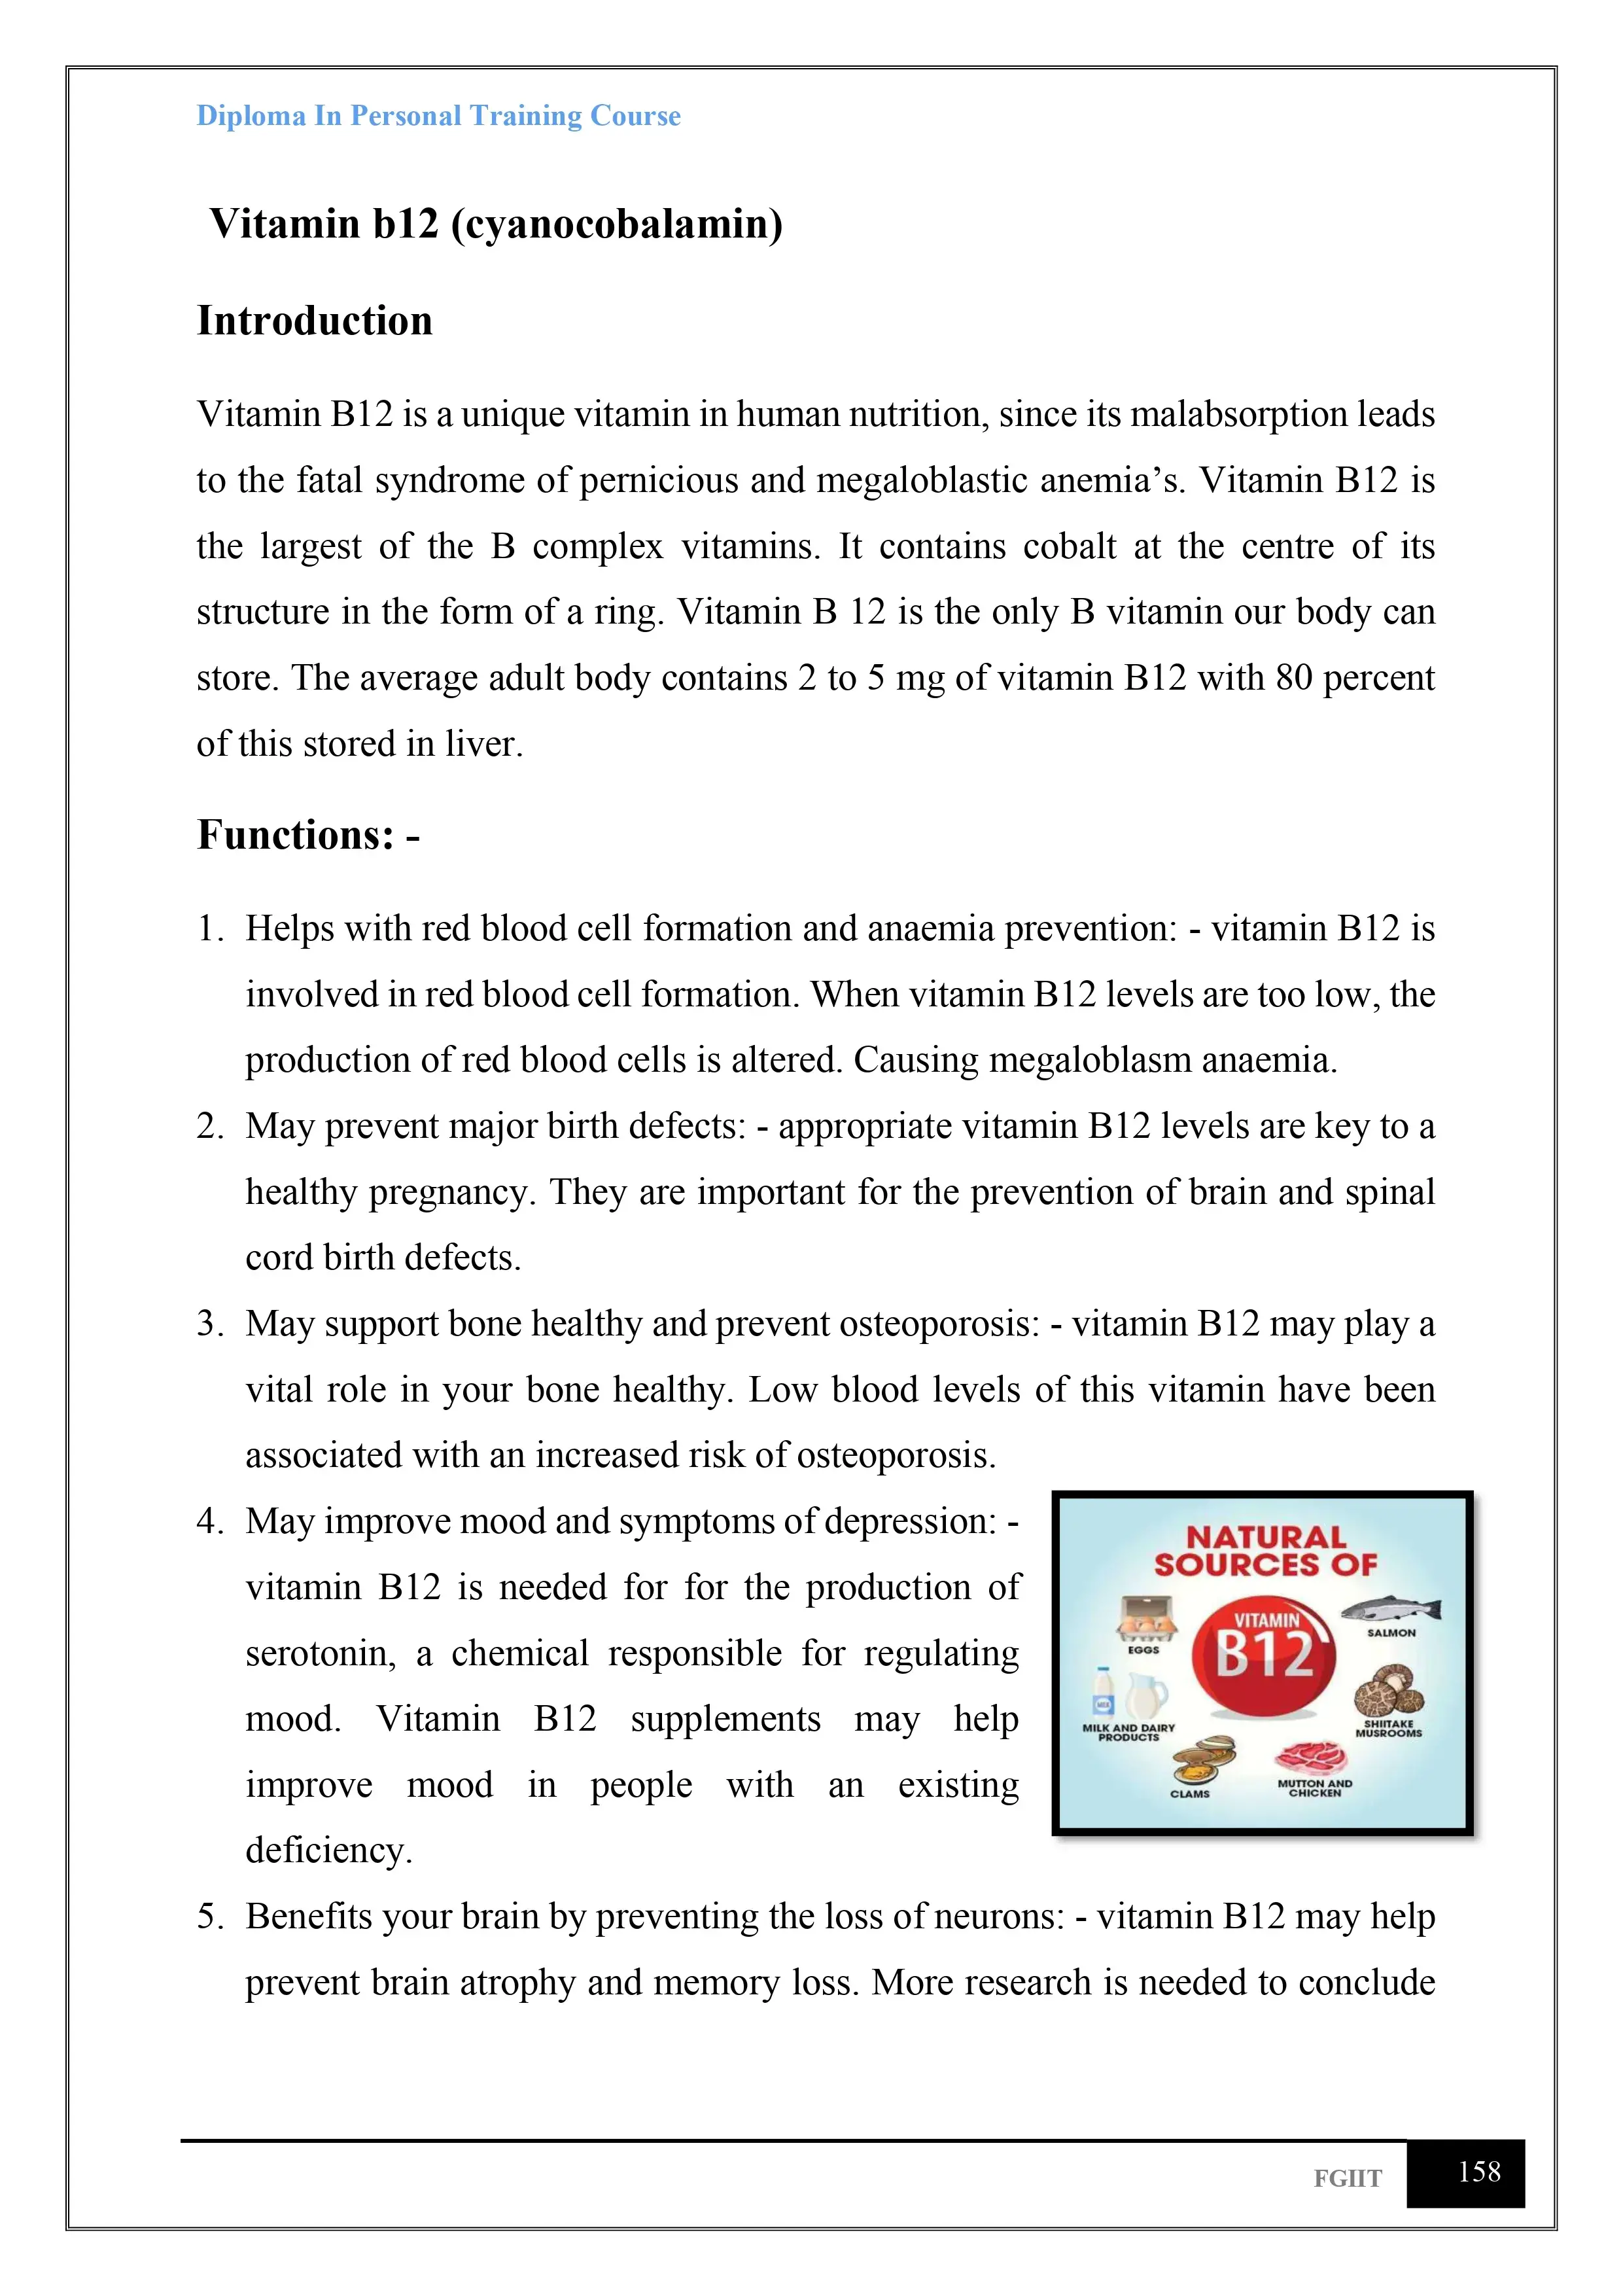 Diploma In Personal Training Course
Vitamin b12 (cyanocobalamin)
Introduction
Vitamin B12 is a unique vitamin in human nutrition, since its malabsorption leads
to the fatal syndrome of pernicious and megaloblastic anemia’s. Vitamin B12 is
the largest of the B complex vitamins. It contains cobalt at the centre of its
structure in the form of a ring. Vitamin B 12 is the only B vitamin our body can
store. The average adult body contains 2 to 5 mg of vitamin B12 with 80 percent
of this stored in liver.
Functions: -
1. Helps with red blood cell formation and anaemia prevention: - vitamin B12 is
involved in red blood cell formation. When vitamin B12 levels are too low, the
production of red blood cells is altered. Causing megaloblasm anaemia.
2. May prevent major birth defects: - appropriate vitamin B12 levels are key to a
healthy pregnancy. They are important for the prevention of brain and spinal
cord birth defects.
3. May support bone healthy and prevent osteoporosis: - vitamin B12 may play a
vital role in your bone healthy. Low blood levels of this vitamin have been
associated with an increased risk of osteoporosis.
4. May improve mood and symptoms of depression: -
vitamin B12 is needed for for the production of
serotonin, a chemical responsible for regulating
mood. Vitamin B12 supplements may help
improve mood in people with an existing
deficiency.
NATURAL
SOURCES OF
VITAMIN
B12
EGGS
SALMON
MILK
MILK AND DAIRY
PRODUCTS
SHIITAKE
MUSROOMS
CLAMS
MUTTON AND
CHICKEN
5. Benefits your brain by preventing the loss of neurons: - vitamin B12 may help
prevent brain atrophy and memory loss. More research is needed to conclude
FGIIT
158